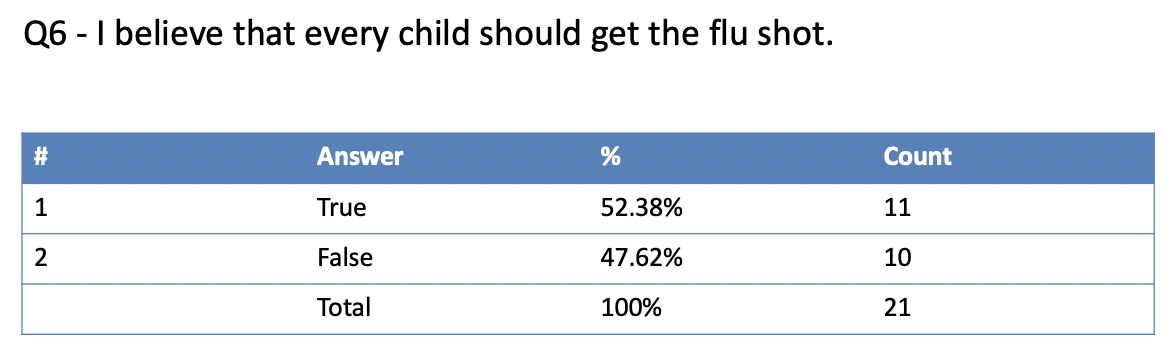 Q6 - I believe that every child should get the flu shot.
# Answer % Count
1 True 52.38% 11
2 False 47.62% 10
Total 100% 21